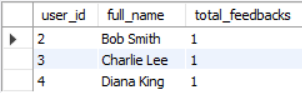 user_id full_name total_feedbacks
2 Bob Smith 1
3 Charlie Lee 1
4 Diana King 1